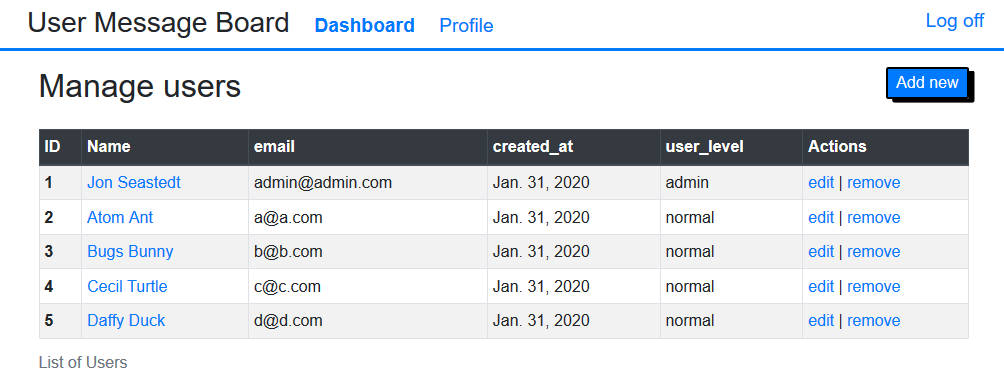 User Message Board Dashboard Profile Log off
Manage users Add new
ID Name email created_at user_level Actions
1 Jon Seastedt admin@admin.com Jan. 31, 2020 admin edit | remove
2 Atom Ant a@a.com Jan. 31, 2020 normal edit | remove
3 Bugs Bunny b@b.com Jan. 31, 2020 normal edit | remove
4 Cecil Turtle c@c.com Jan. 31, 2020 normal edit | remove
5 Daffy Duck d@d.com Jan. 31, 2020 normal edit | remove
List of Users